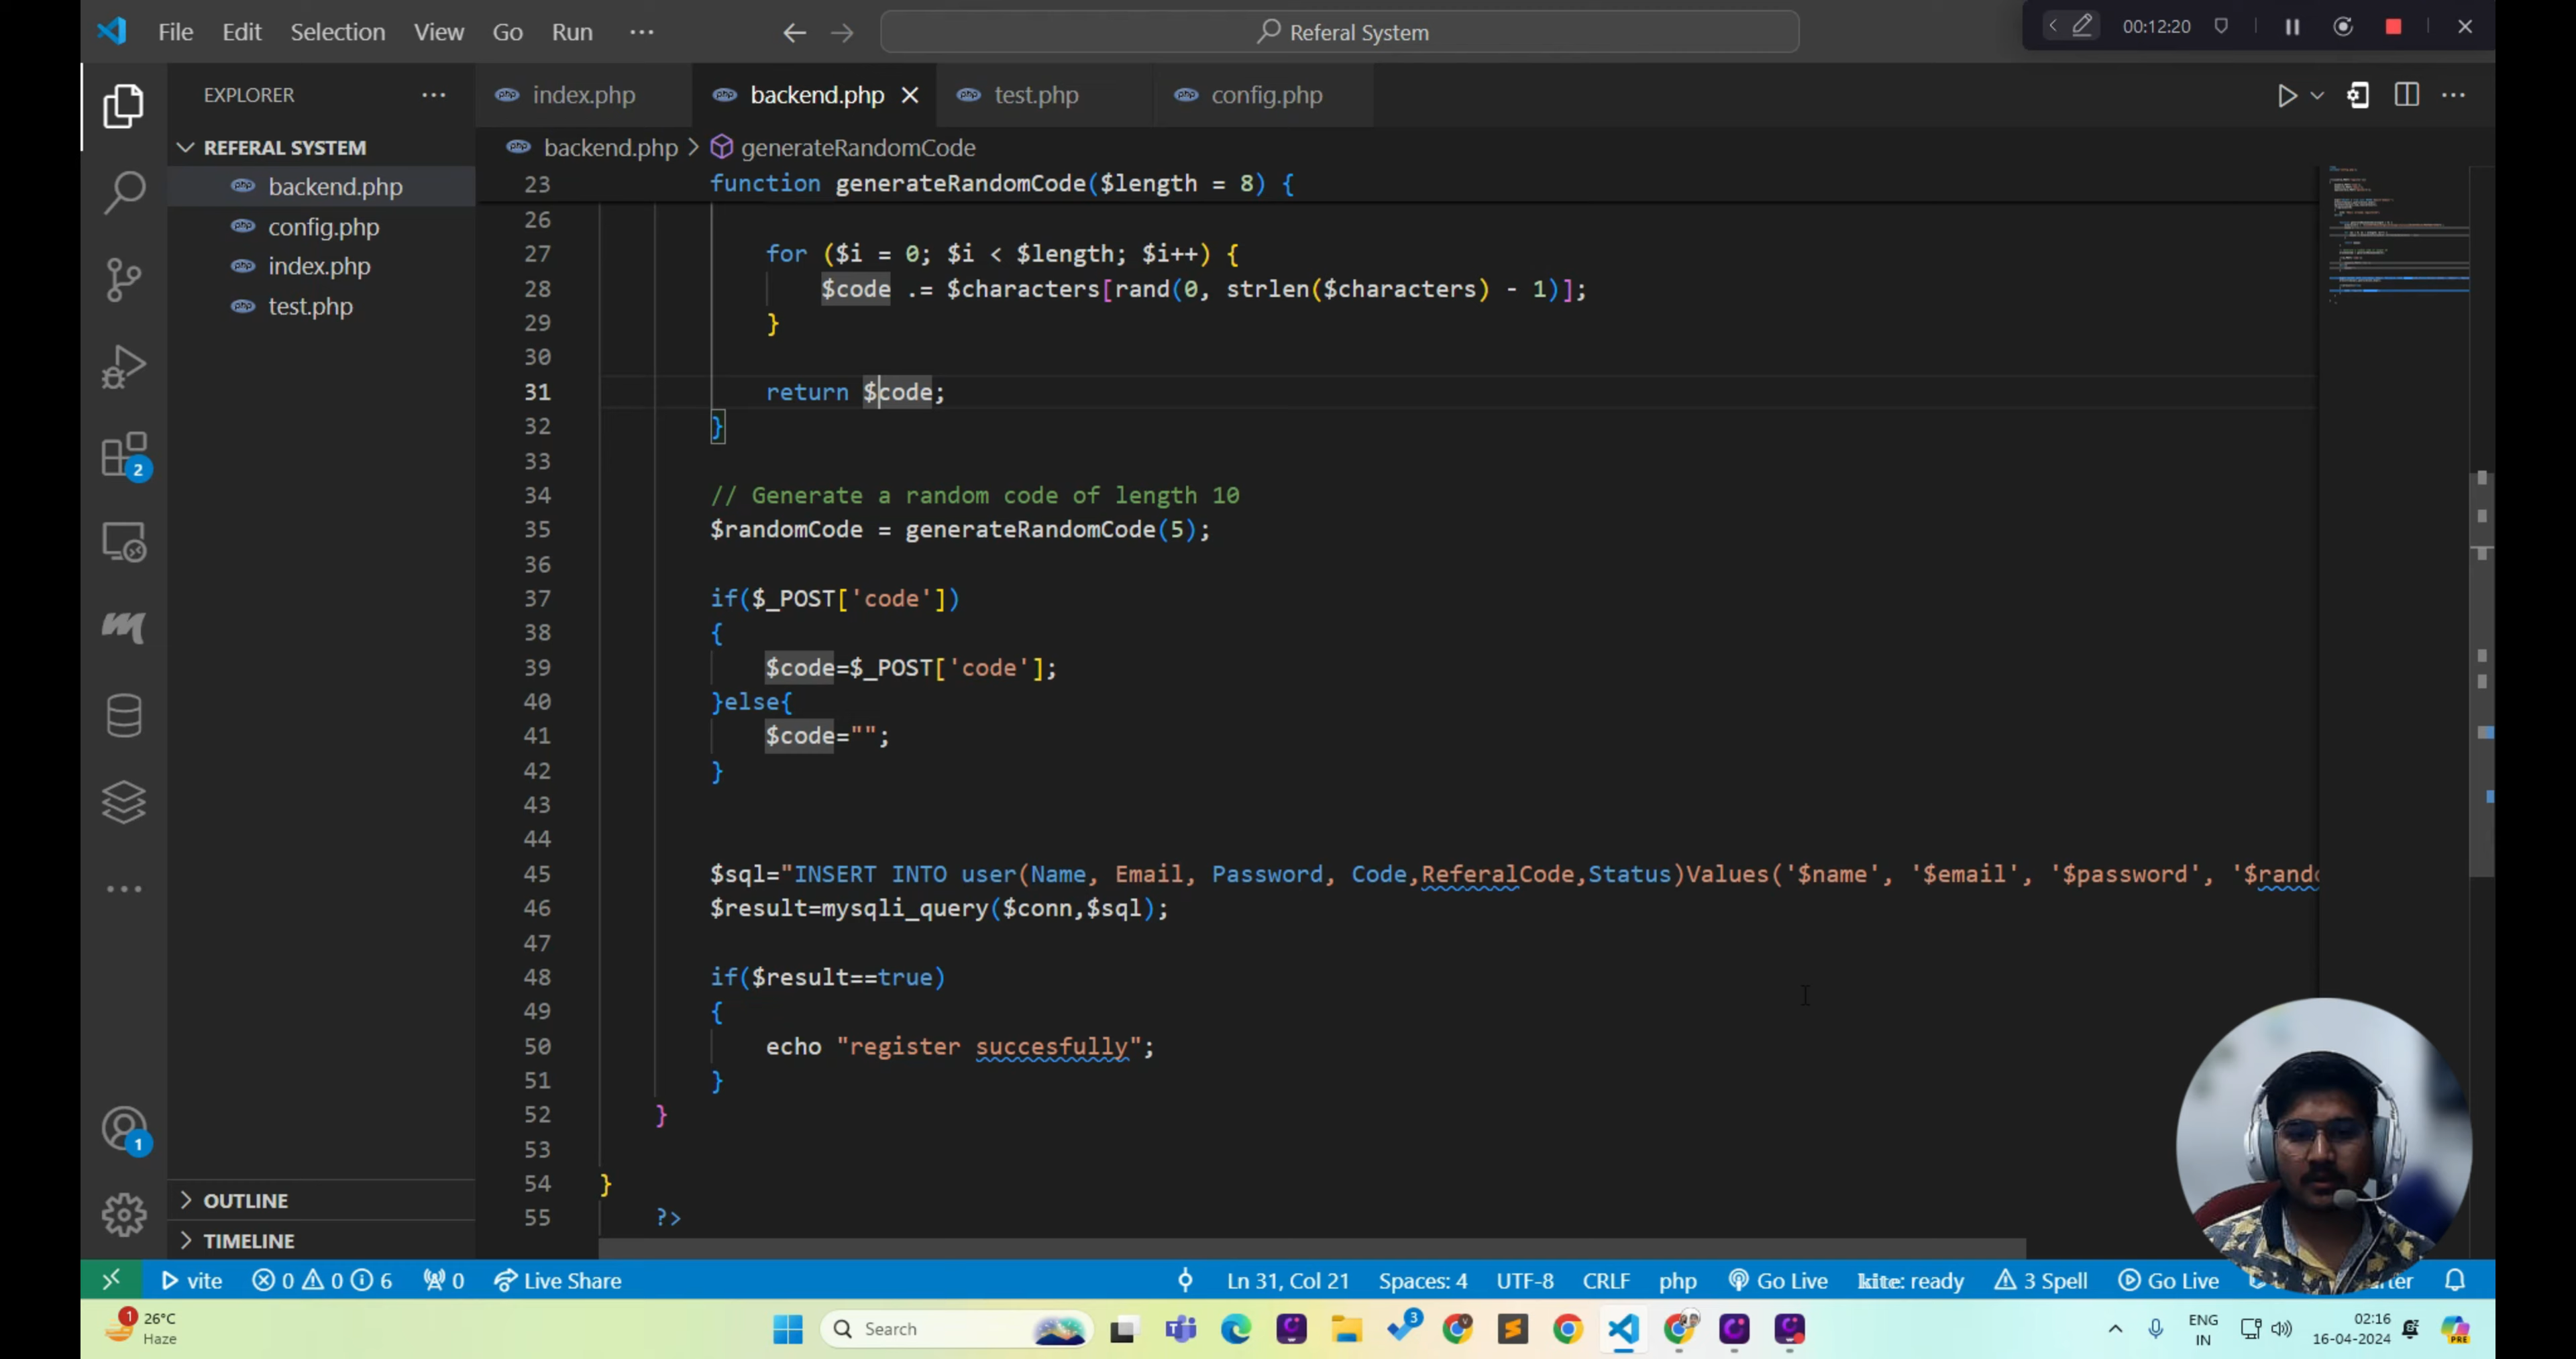 File Edit Selection View Go Run ··· Referal System 00:12:20
EXPLORER ···
index.php backend.php test.php config.php
REFERAL SYSTEM
backend.php
config.php
index.php
test.php
backend.php > generateRandomCode
23 function generateRandomCode($length = 8) {
26
27 for ($i = 0; $i < $length; $i++) {
28 $code .= $characters[rand(0, strlen($characters) - 1)];
29 }
30
31 return $code;
32 }
33
34 // Generate a random code of length 10
35 $randomCode = generateRandomCode(5);
36
37 if($_POST['code'])
38 {
39 $code=$_POST['code'];
40 }else{
41 $code="";
42 }
43
44
45 $sql="INSERT INTO user(Name, Email, Password, Code,ReferalCode,Status)Values('$name', '$email', '$password', '$rando
46 $result=mysqli_query($conn,$sql);
47
48 if($result==true)
49 {
50 echo "register succesfully";
51 }
52 }
53
54 }
55 ?>
2
1
OUTLINE
TIMELINE
vite 0 0 6 0 Live Share Ln 31, Col 21 Spaces: 4 UTF-8 CRLF php Go Live kite: ready 3 Spell Go Live
1 26°C
Haze
Search
3
ENG
IN
02:16
16-04-2024
PRE